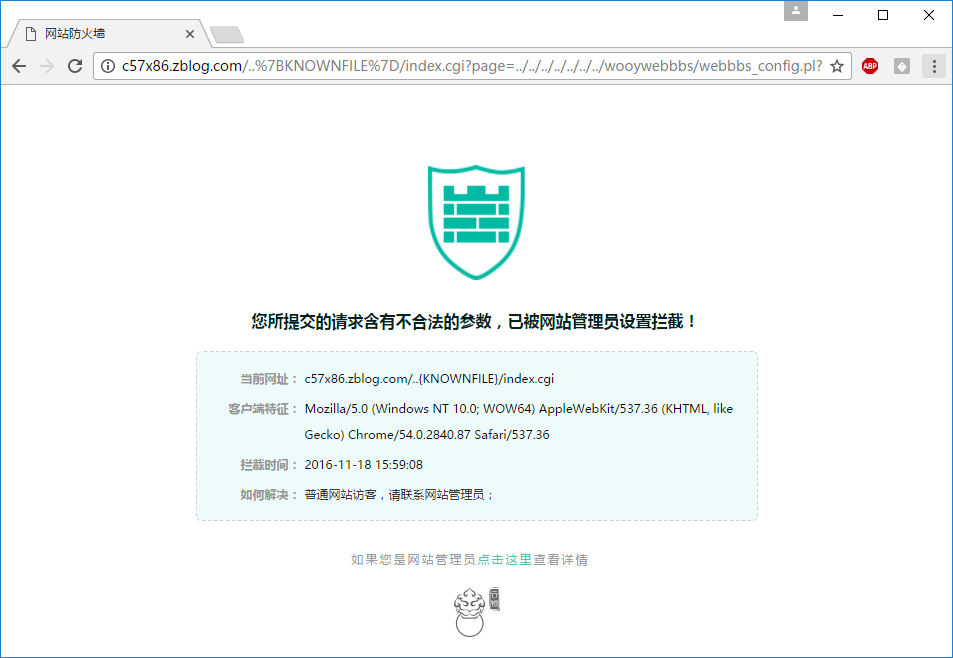 网站防火墙
c57x86.zblog.com/..%7BKNOWNFILE%7D/index.cgi?page=../../../../../../../wooywebbbs/webbbs_config.pl?
ABP
您所提交的请求含有不合法的参数，已被网站管理员设置拦截！
当前网址： c57x86.zblog.com/..{KNOWNFILE}/index.cgi
客户端特征： Mozilla/5.0 (Windows NT 10.0; WOW64) AppleWebKit/537.36 (KHTML, like
Gecko) Chrome/54.0.2840.87 Safari/537.36
拦截时间： 2016-11-18 15:59:08
如何解决： 普通网站访客，请联系网站管理员；
如果您是网站管理员点击这里查看详情